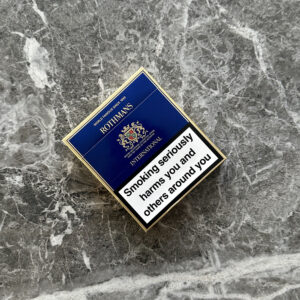 ROTHMANS
INTERNATIONAL
Smoking seriously
harms you and
others around you